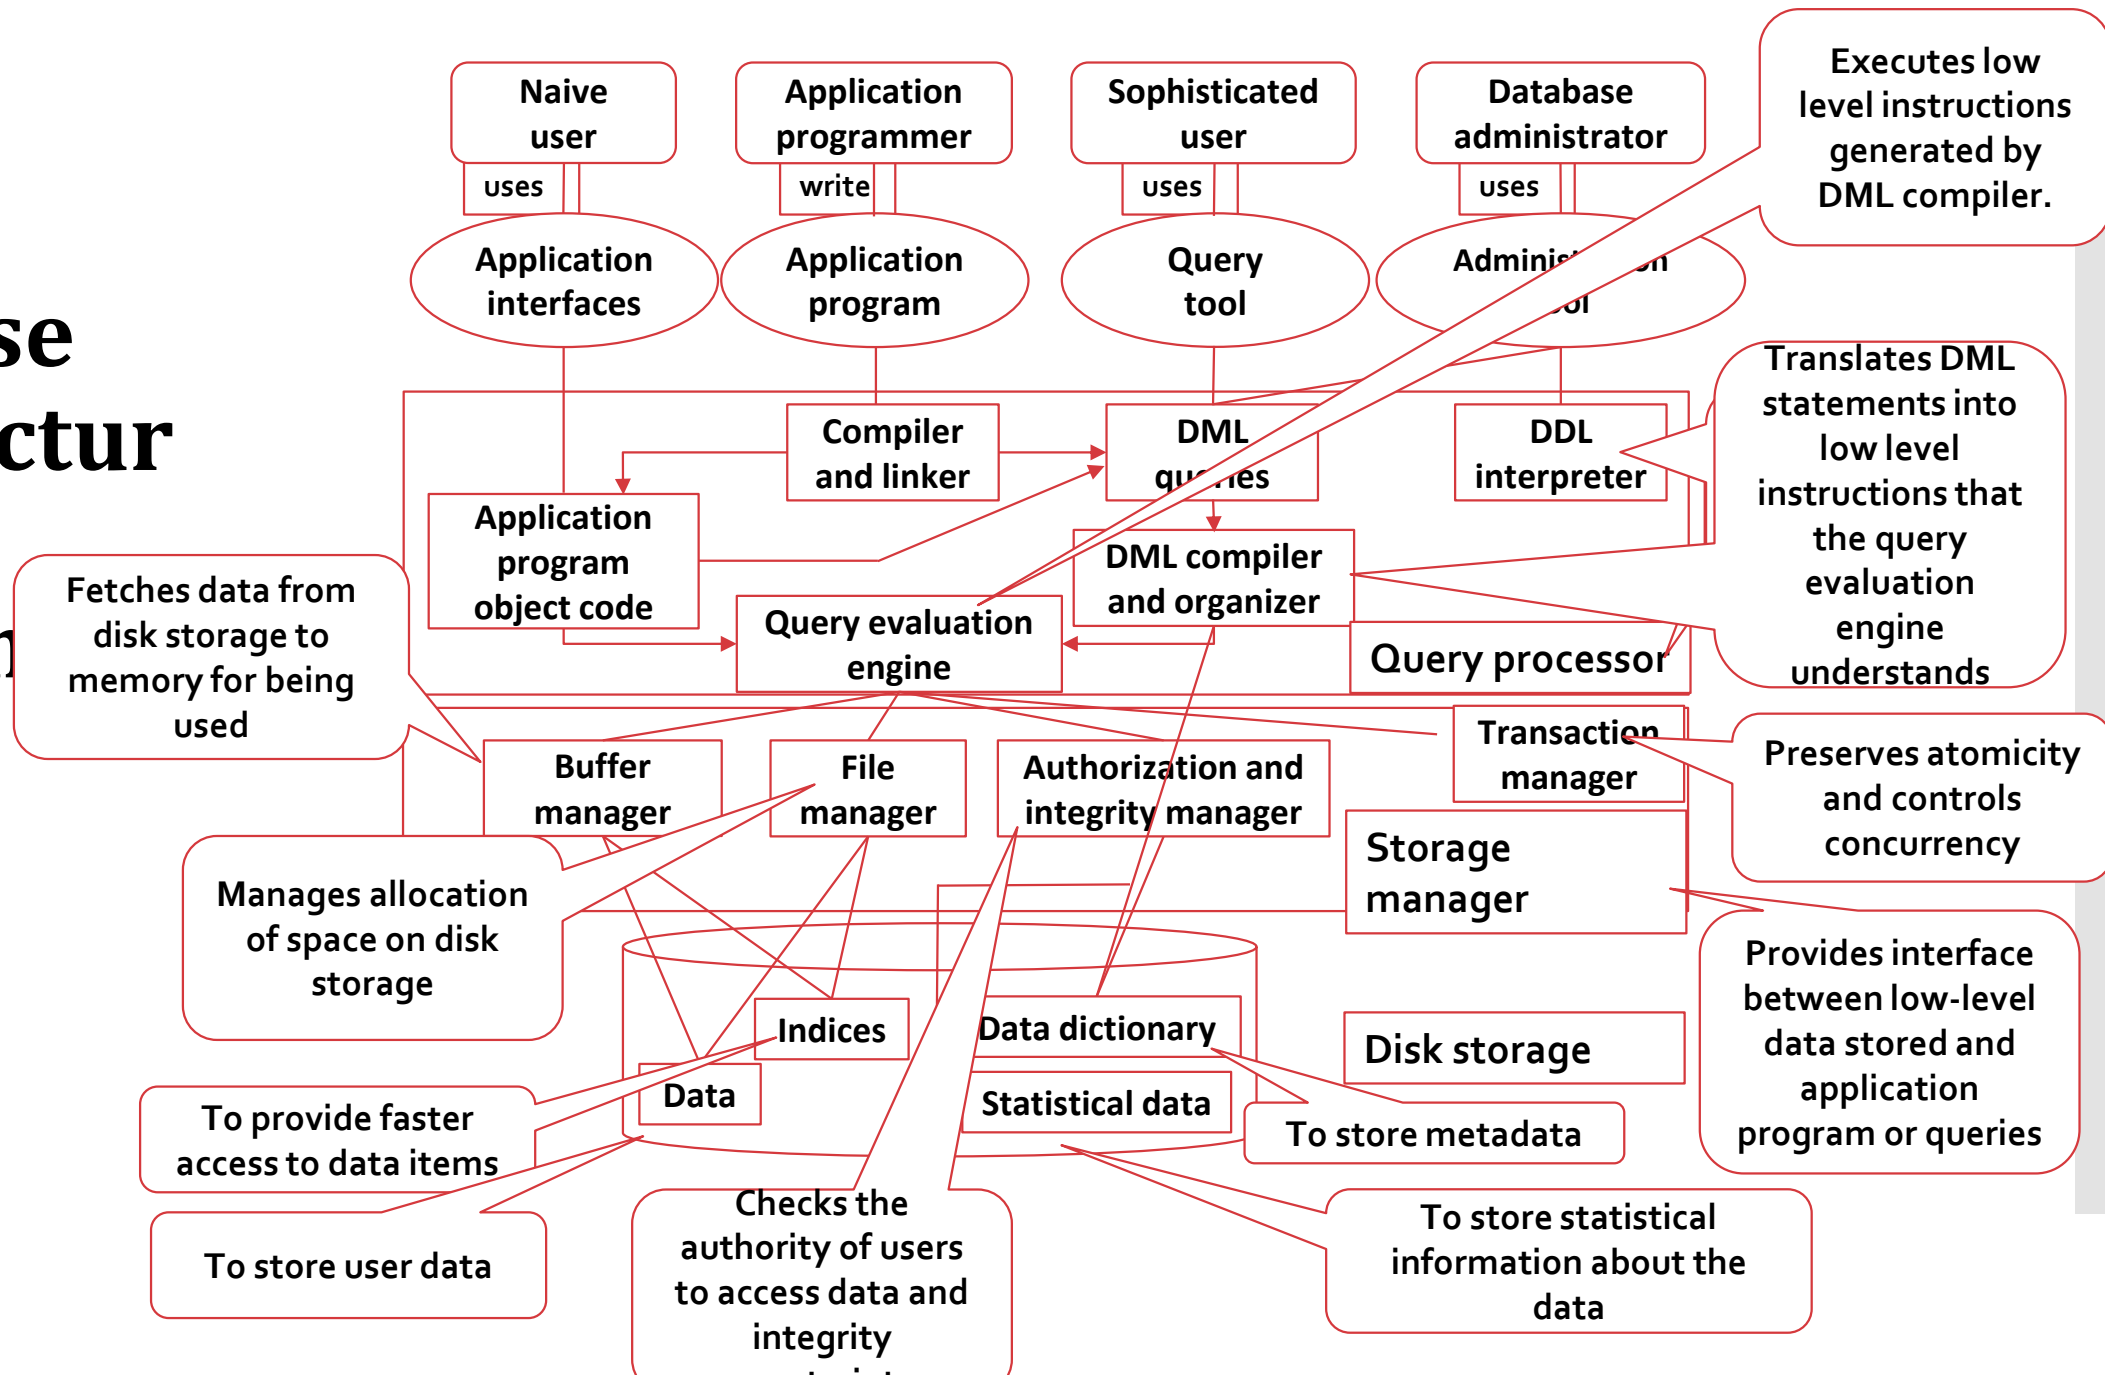 Naive
user
Application
programmer
Sophisticated
user
Database
administrator
Executes low
level instructions
generated by
DML compiler.
uses
write
uses
uses
Application
interfaces
Application
program
Query
tool
se
ctur
Translates DML
statements into
low level
instructions that
the query
evaluation
engine
understands
Compiler
and linker
DML
queries
DDL
interpreter
Application
program
object code
DML compiler
and organizer
Fetches data from
disk storage to
memory for being
used
Query evaluation
engine
Query processor
Buffer
manager
File
manager
Authorization and
integrity manager
Transaction
manager
Preserves atomicity
and controls
concurrency
Storage
manager
Manages allocation
of space on disk
storage
Provides interface
between low-level
data stored and
application
program or queries
Indices
Data dictionary
Disk storage
Data
Statistical data
To provide faster
access to data items
To store metadata
To store user data
Checks the
authority of users
to access data and
integrity
To store statistical
information about the
data